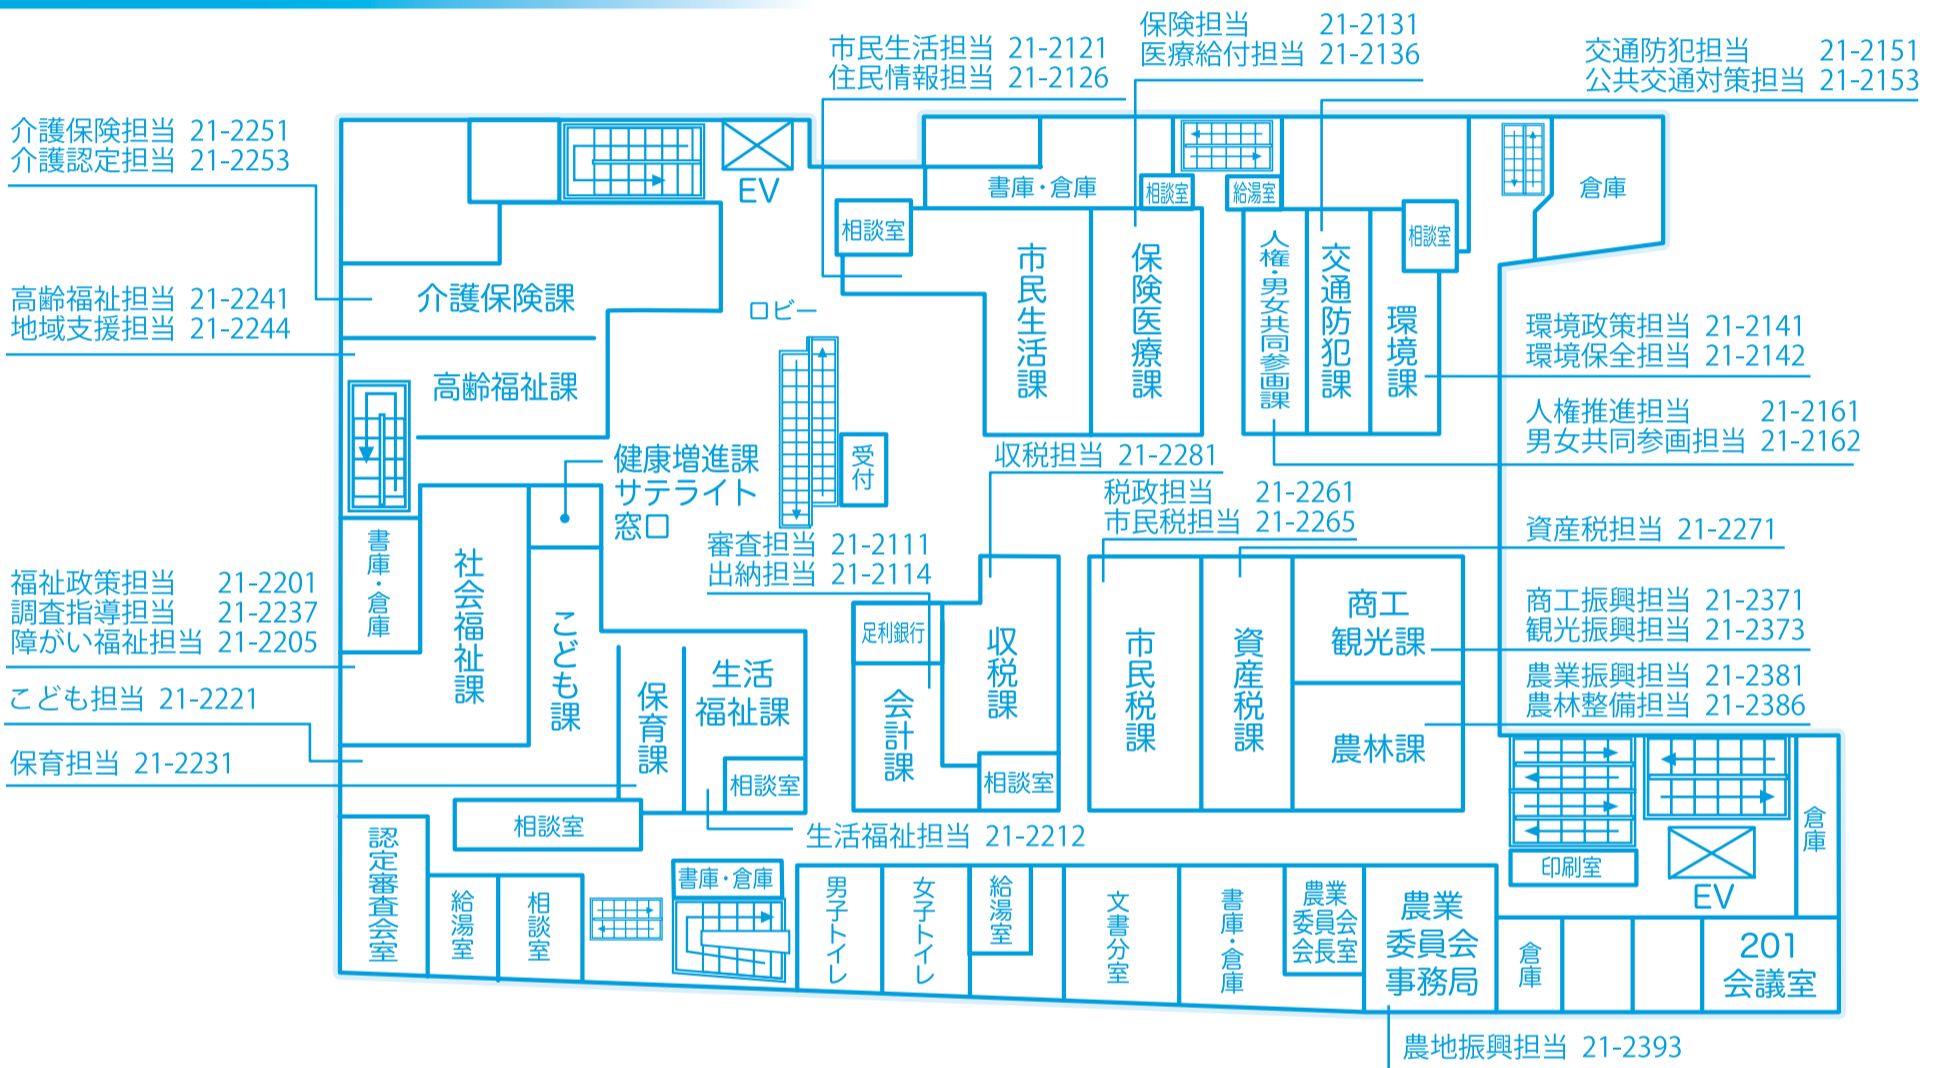 市民生活担当 21-2121
住民情報担当 21-2126
保険担当 21-2131
医療給付担当 21-2136
交通防犯担当 21-2151
公共交通対策担当 21-2153
介護保険担当 21-2251
介護認定担当 21-2253
EV
書庫・倉庫
相談室
給湯室
倉庫
相談室
相談室
高齢福祉担当 21-2241
地域支援担当 21-2244
介護保険課
ロビー
市民生活課
保険医療課
人権・男女共同参画課
交通防犯課
環境課
環境政策担当 21-2141
環境保全担当 21-2142
高齢福祉課
人権推進担当 21-2161
男女共同参画担当 21-2162
健康増進課
サテライト
窓口
受付
収税担当 21-2281
税政担当 21-2261
市民税担当 21-2265
資産税担当 21-2271
審査担当 21-2111
出納担当 21-2114
書庫・倉庫
社会福祉課
福祉政策担当 21-2201
調査指導担当 21-2237
障がい福祉担当 21-2205
こども課
保育課
生活
福祉課
相談室
足利銀行
会計課
収税課
相談室
市民税課
資産税課
商工
観光課
農林課
商工振興担当 21-2371
観光振興担当 21-2373
農業振興担当 21-2381
農林整備担当 21-2386
こども担当 21-2221
保育担当 21-2231
相談室
生活福祉担当 21-2212
認定審査会室
給湯室
相談室
書庫・倉庫
男子トイレ
女子トイレ
給湯室
文書分室
書庫・倉庫
農業
委員会
会長室
農業
委員会
事務局
印刷室
EV
倉庫
倉庫
201
会議室
農地振興担当 21-2393